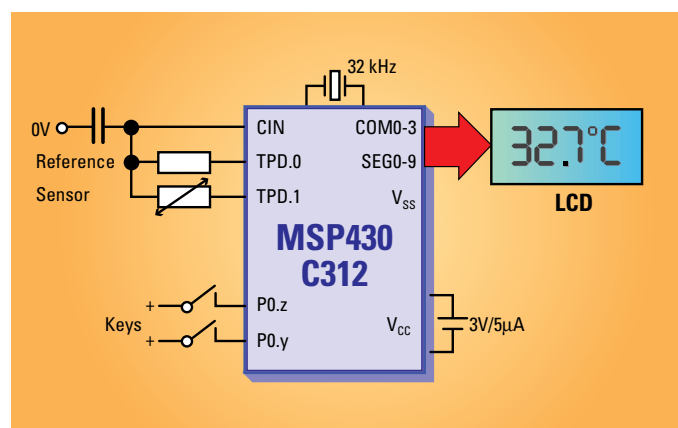 32 kHz
0V
CIN
COM0-3
Reference
TPD.0
SEG0-9
32.7°C
Sensor
TPD.1
VSS
LCD
MSP430
C312
+
P0.z
Keys
VCC
3V/5µA
+
P0.y